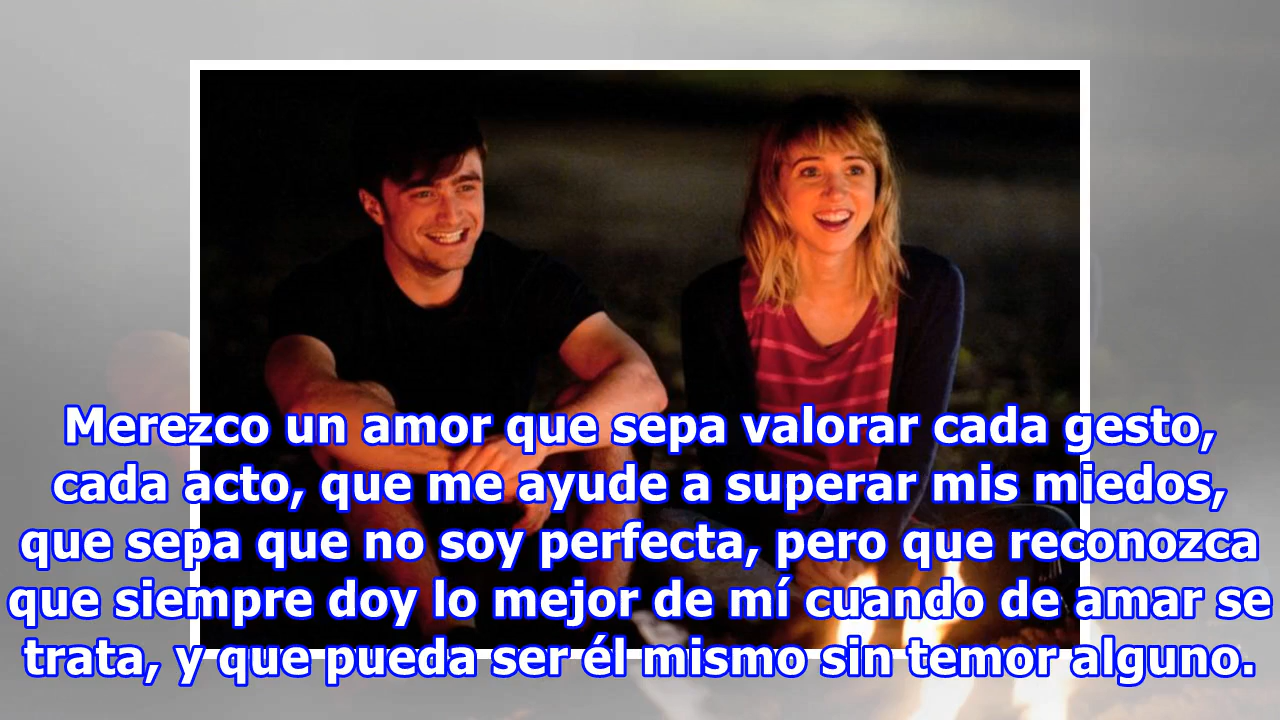 Merezco un amor que sepa valorar cada gesto,
cada acto, que me ayude a superar mis miedos,
que sepa que no soy perfecta, pero que reconozca
que siempre doy lo mejor de mí cuando de amar se
trata, y que pueda ser él mismo sin temor alguno.